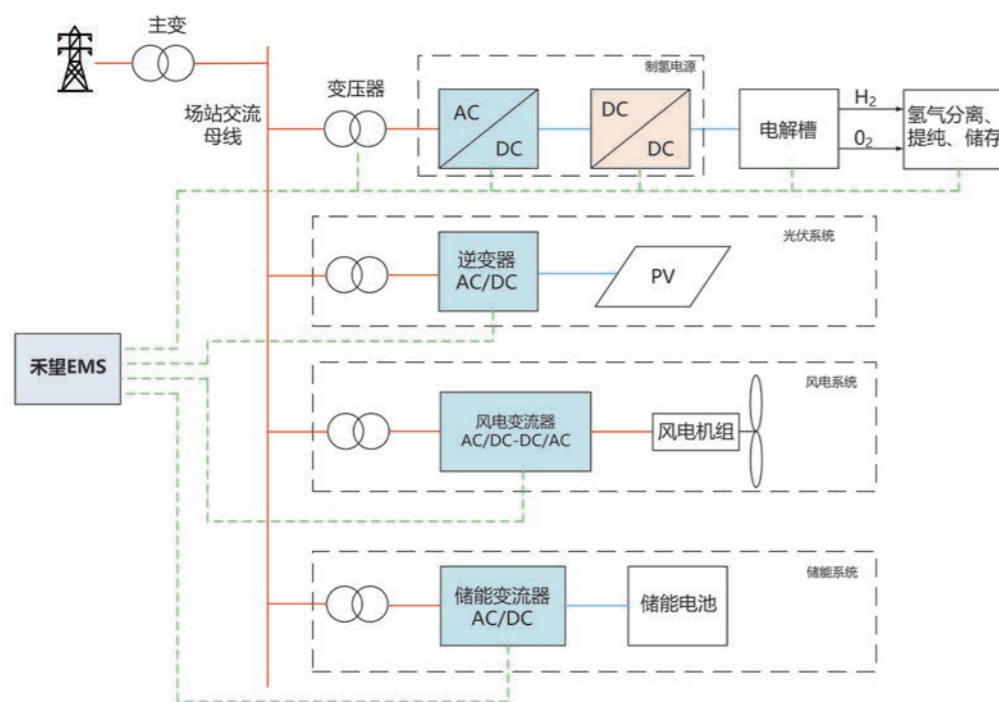 主变
场站交流
母线
变压器
制氢电源
AC
DC
DC
DC
电解槽
H₂
0₂
氢气分离、
提纯、储存
光伏系统
逆变器
AC/DC
PV
禾望EMS
风电系统
风电变流器
AC/DC-DC/AC
风电机组
储能系统
储能变流器
AC/DC
储能电池